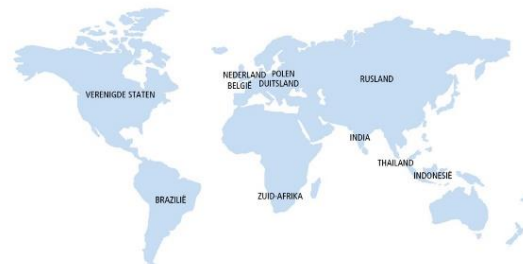 NEDERLAND
POLEN
BELGIË
DUITSLAND
RUSLAND
VERENIGDE STATEN
INDIA
THAILAND
INDONESIË
BRAZILIË
ZUID-AFRIKA